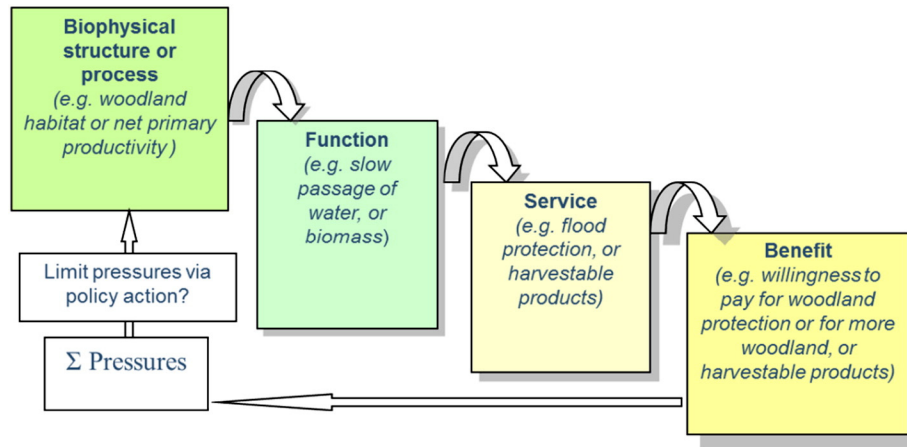 Biophysical
structure or
process
(e.g. woodland
habitat or net primary
productivity )
Function
(e.g. slow
passage of
water, or
biomass)
Service
(e.g. flood
protection, or
harvestable
products)
Benefit
(e.g. willingness to
pay for woodland
protection or for more
woodland, or
harvestable products)
Limit pressures via
policy action?
Σ Pressures